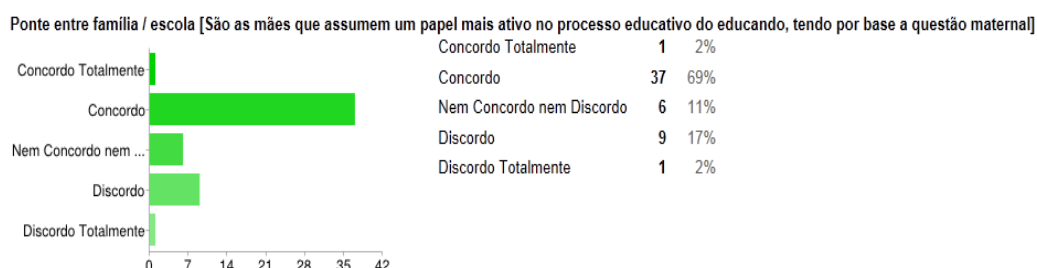 Ponte entre família / escola [São as mães que assumem um papel mais ativo no processo educativo do educando, tendo por base a questão maternal]
Concordo Totalmente
Concordo
Nem Concordo nem ...
Discordo
Discordo Totalmente
0 7 14 21 28 35 42
Concordo Totalmente 1 2%
Concordo 37 69%
Nem Concordo nem Discordo 6 11%
Discordo 9 17%
Discordo Totalmente 1 2%